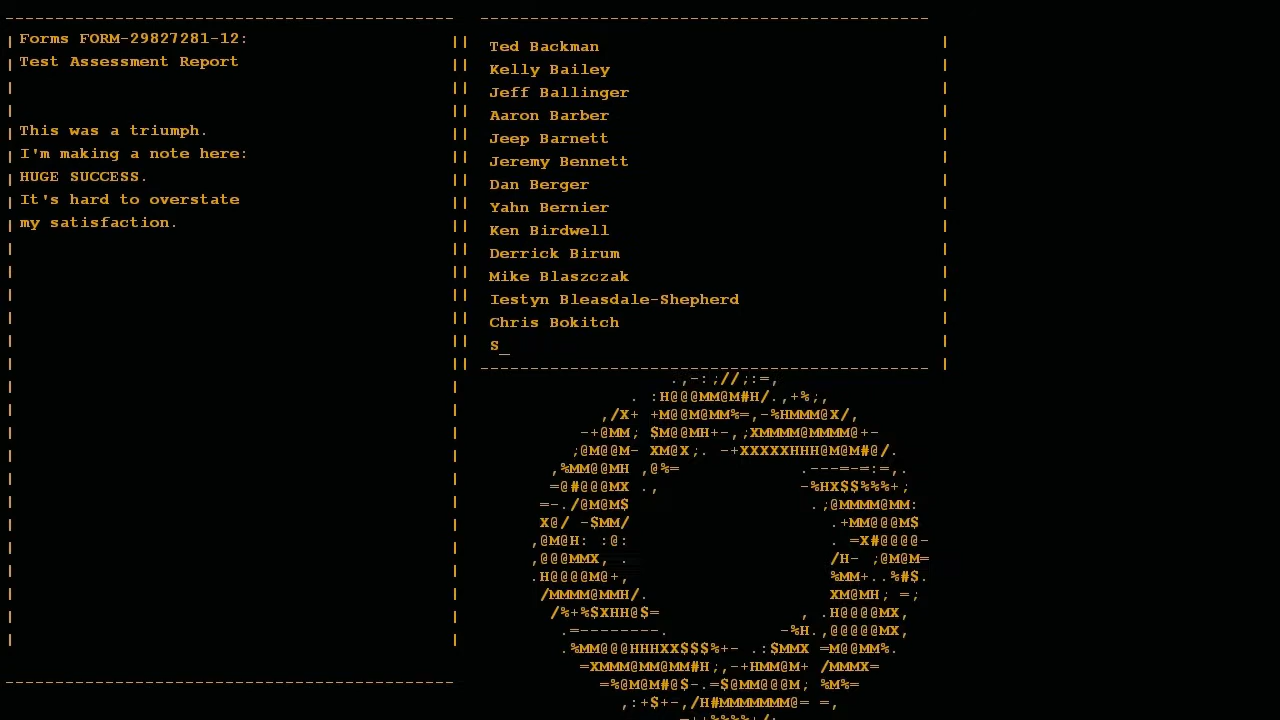 Forms FORM-29827281-12:
Test Assessment Report
This was a triumph.
I'm making a note here:
HUGE SUCCESS.
It's hard to overstate
my satisfaction.
Ted Backman
Kelly Bailey
Jeff Ballinger
Aaron Barber
Jeep Barnett
Jeremy Bennett
Dan Berger
Yahn Bernier
Ken Birdwell
Derrick Birum
Mike Blaszczak
Iestyn Bleasdale-Shepherd
Chris Bokitch
S_